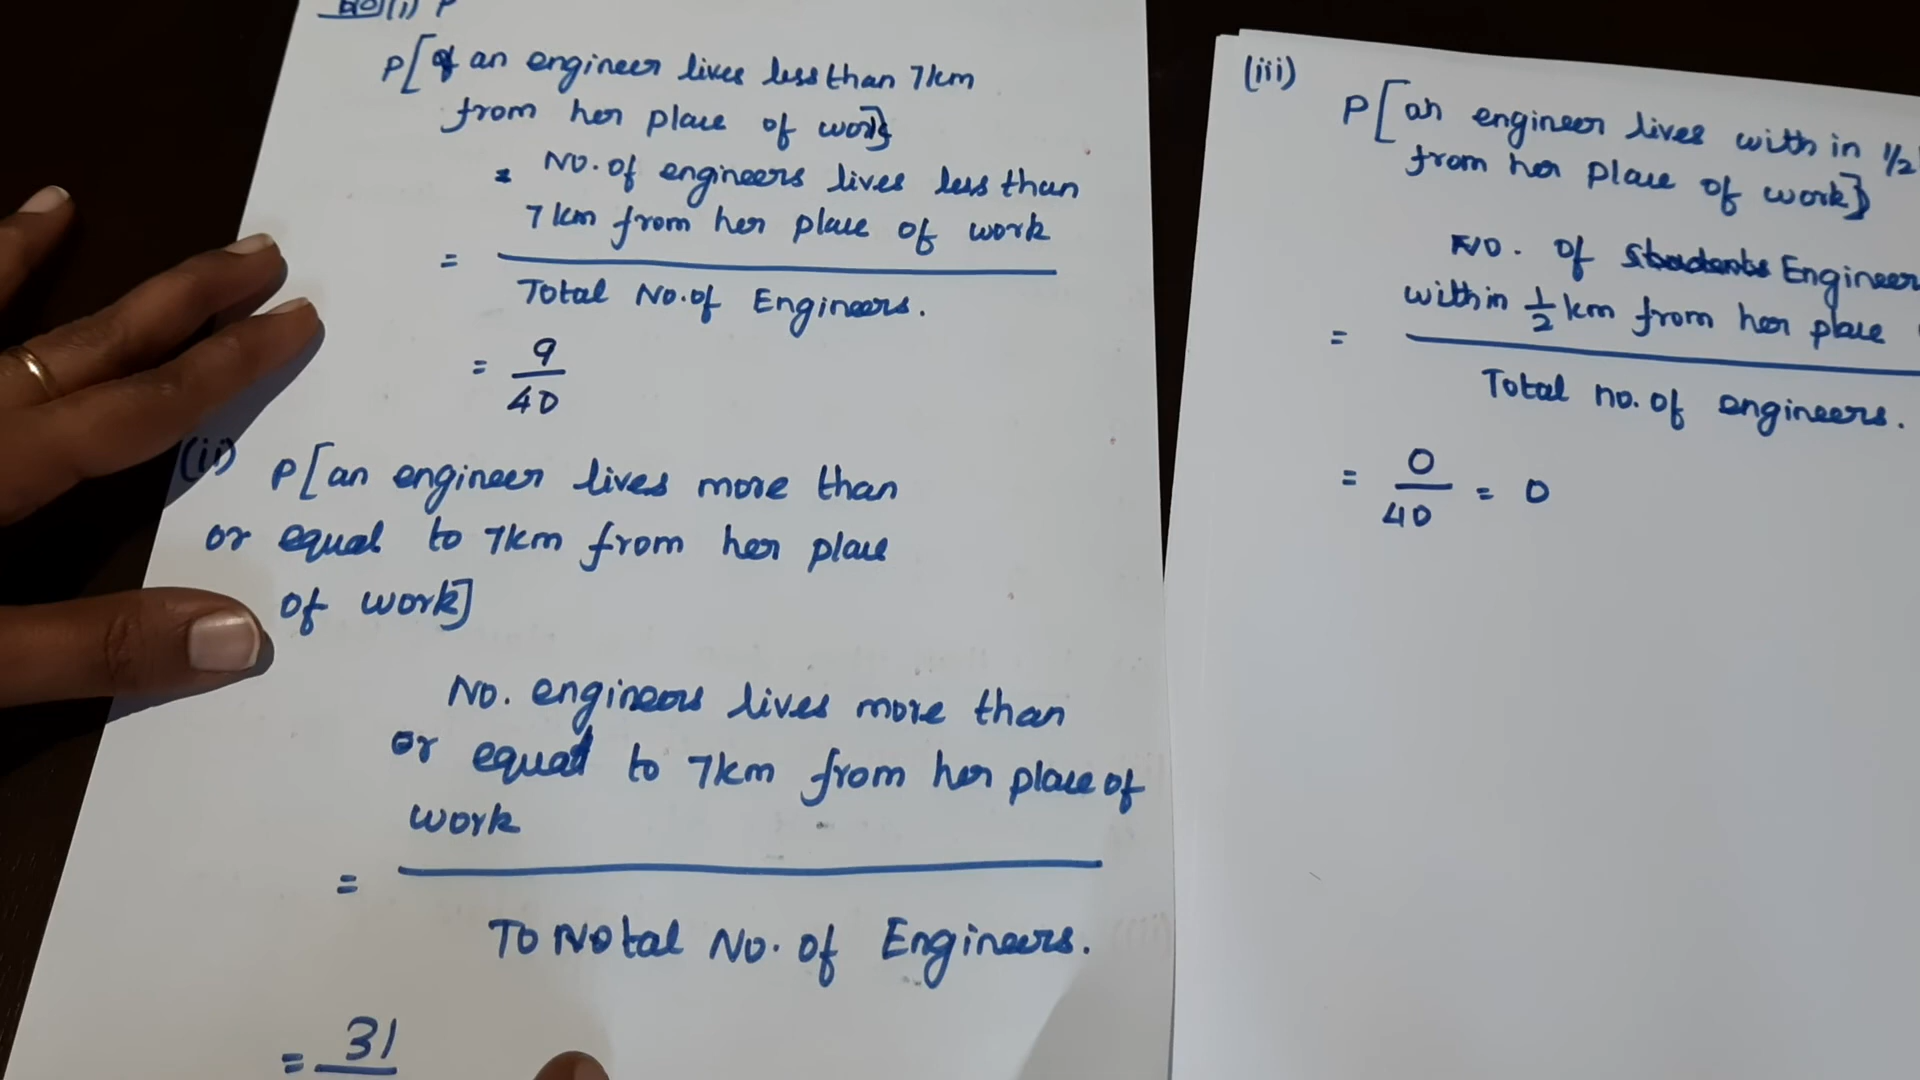 (i) P
P[of an engineer lives less than 7km
from her place of work]
= No. of engineers lives less than
7 km from her place of work
=
Total No. of Engineers.
= 9
40
(ii) P[an engineer lives more than
or equal to 7km from her place
of work]
No. engineers lives more than
or equal to 7km from her place of
work
=
To No tal No. of Engineers.
= 31
(iii)
P[an engineer lives with in 1/2
from her place of work]
No. of students Engineer
within 1/2 km from her place
=
Total no. of engineers.
= 0
40 = 0